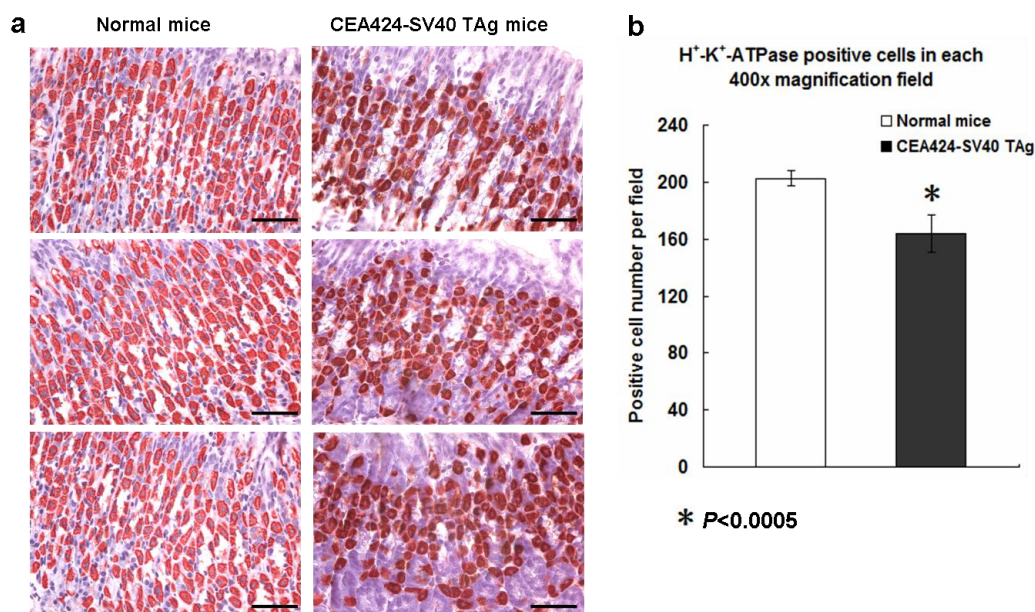 a
Normal mice
CEA424-SV40 TAg mice
b
H⁺-K⁺-ATPase positive cells in each
400x magnification field
Normal mice
CEA424-SV40 TAg
Positive cell number per field
240
200
160
120
80
40
0
*
* P<0.0005